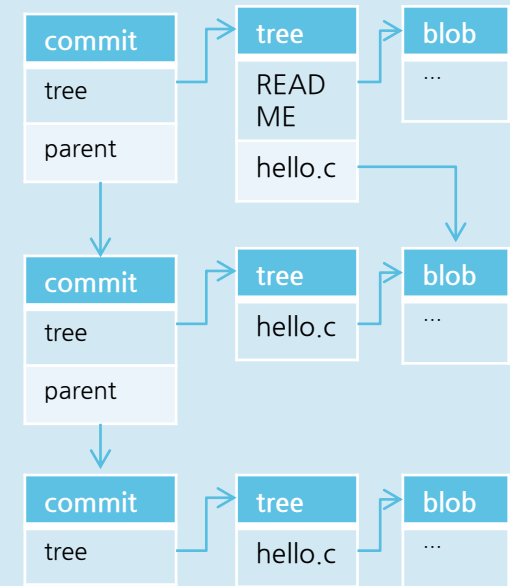 commit
tree
parent
tree
READ
ME
hello.c
blob
...
commit
tree
parent
tree
hello.c
blob
...
commit
tree
tree
hello.c
blob
...